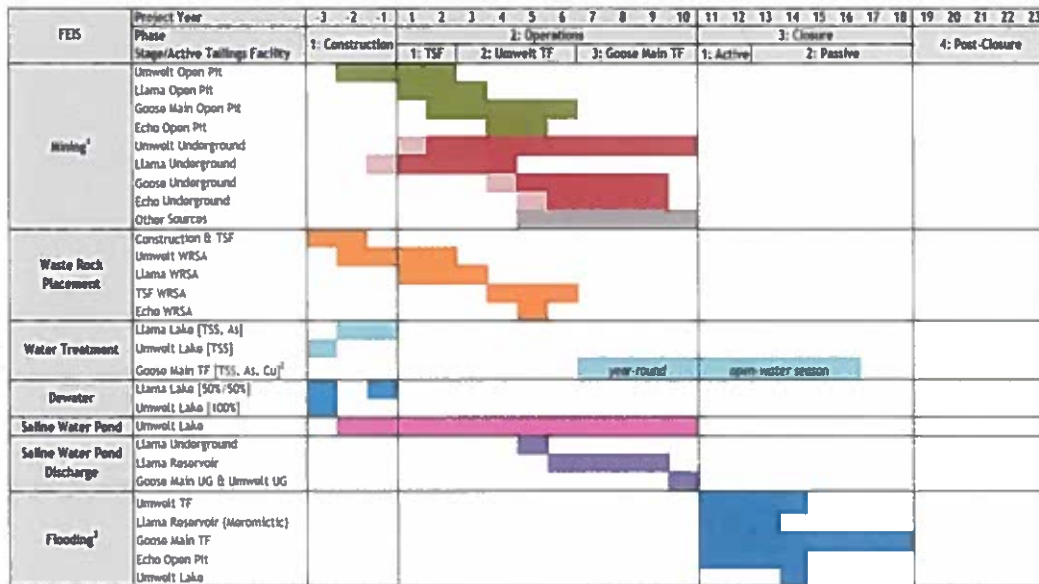 FEIS
Project Year -3 -2 -1 1 2 3 4 5 6 7 8 9 10 11 12 13 14 15 16 17 18 19 20 21 22 23
Phase 1: Construction 2: Operations 3: Closure 4: Post-Closure
Stage/Active Tailings Facility 1: TSF 2: Umwelt TF 3: Goose Main TF 1: Active 2: Passive
Mining¹
Umwelt Open Pit
Llama Open Pit
Goose Main Open Pit
Echo Open Pit
Umwelt Underground
Llama Underground
Goose Underground
Echo Underground
Other Sources
Waste Rock Placement
Construction & TSF
Umwelt WRSA
Llama WRSA
TSF WRSA
Echo WRSA
Water Treatment
Llama Lake [TSS, As]
Umwelt Lake [TSS]
Goose Main TF [TSS, As, Cu]² year-round open-water season
Dewater
Llama Lake [50%/50%]
Umwelt Lake [100%]
Saline Water Pond Umwelt Lake
Saline Water Pond Discharge
Llama Underground
Llama Reservoir
Goose Main UG & Umwelt UG
Flooding³
Umwelt TF
Llama Reservoir (Meromictic)
Goose Main TF
Echo Open Pit
Umwelt Lake